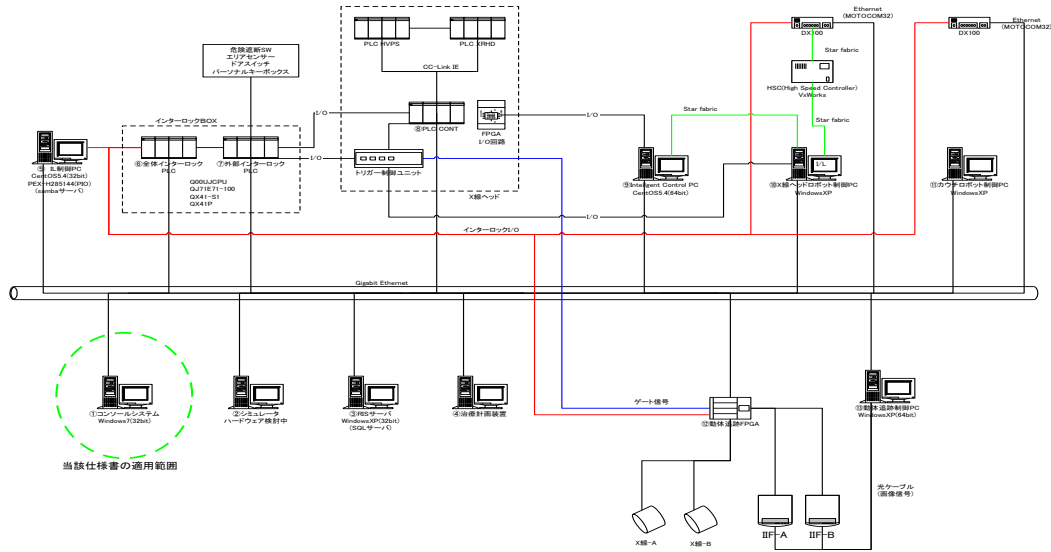 Ethernet
(MOTOCOM32)
DX100
Ethernet
(MOTOCOM32)
DX100
PLC HVPS
PLC XRHD
危険遮断SW
エリアセンサー
ドアスイッチ
パーソナルキーボックス
CC-Link IE
Star fabric
HSC(High Speed Controller)
VxWorks
Star fabric
Star fabric
インターロックBOX
I/O
⑧PLC CONT
FPGA
I/O回路
I/O
⑤ IL制御PC
CentOS5.4(32bit)
PEX-H285144(PIO)
(sambaサーバ)
⑥全体インターロック
PLC
⑦外部インターロック
PLC
I/O
トリガー制御ユニット
Q00UJCPU
QJ71E71-100
QX41-S1
QX41P
X線ヘッド
⑨Inteligent Control PC
CentOS5.4(64bit)
I/L
⑩X線ヘッドロボット制御PC
WindowsXP
⑪カウチロボット制御PC
WindowsXP
I/O
インターロックI/O
Gigabit Ethernet
①コンソールシステム
Windows7(32bit)
②シミュレータ
ハードウェア検討中
③RISサーバ
WindowsXP(32bit)
(SQLサーバ)
④治療計画装置
ゲート信号
⑫動体追跡FPGA
⑬動体追跡制御PC
WindowsXP(64bit)
当該仕様書の適用範囲
光ケーブル
(画像信号)
X線-A
X線-B
IIF-A
IIF-B